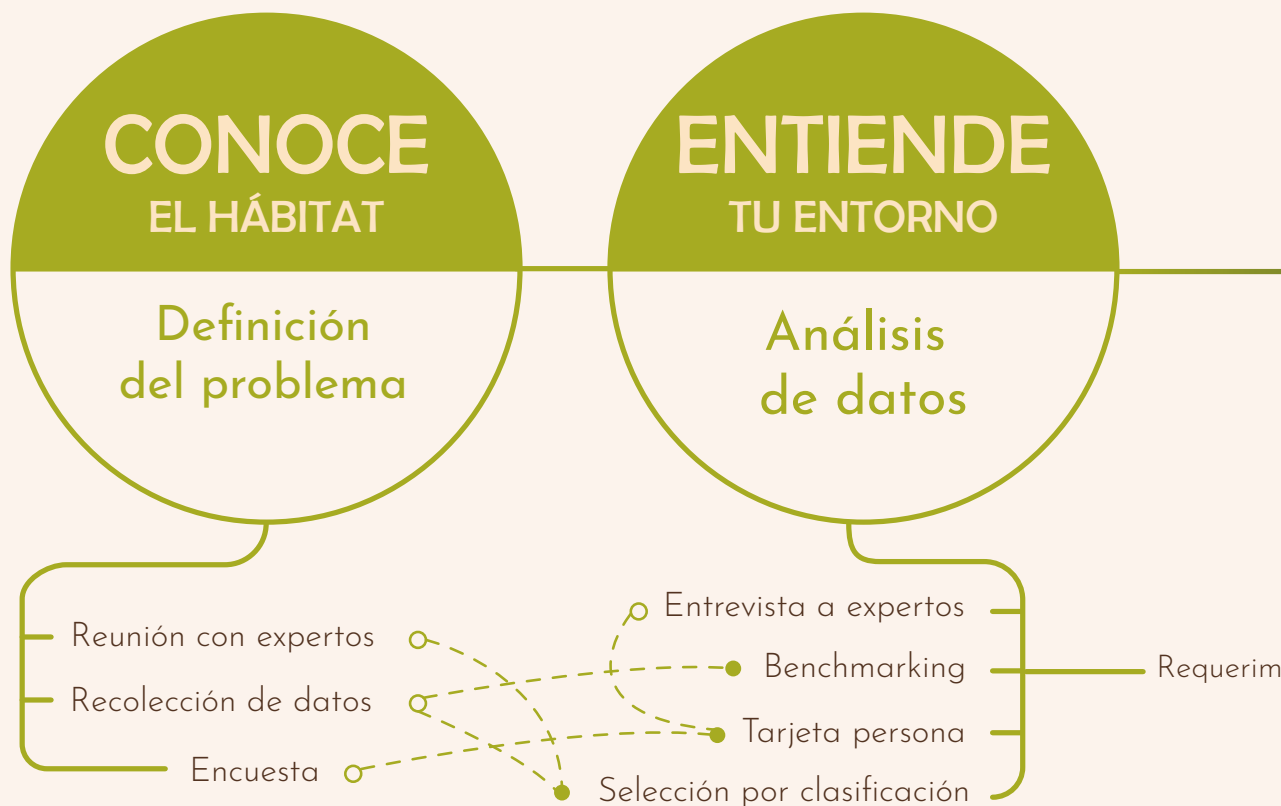 CONOCE
EL HÁBITAT
Definición
del problema
Reunión con expertos
Recolección de datos
Encuesta
ENTIENDE
TU ENTORNO
Análisis
de datos
Entrevista a expertos
Benchmarking
Tarjeta persona
Selección por clasificación
Requerim